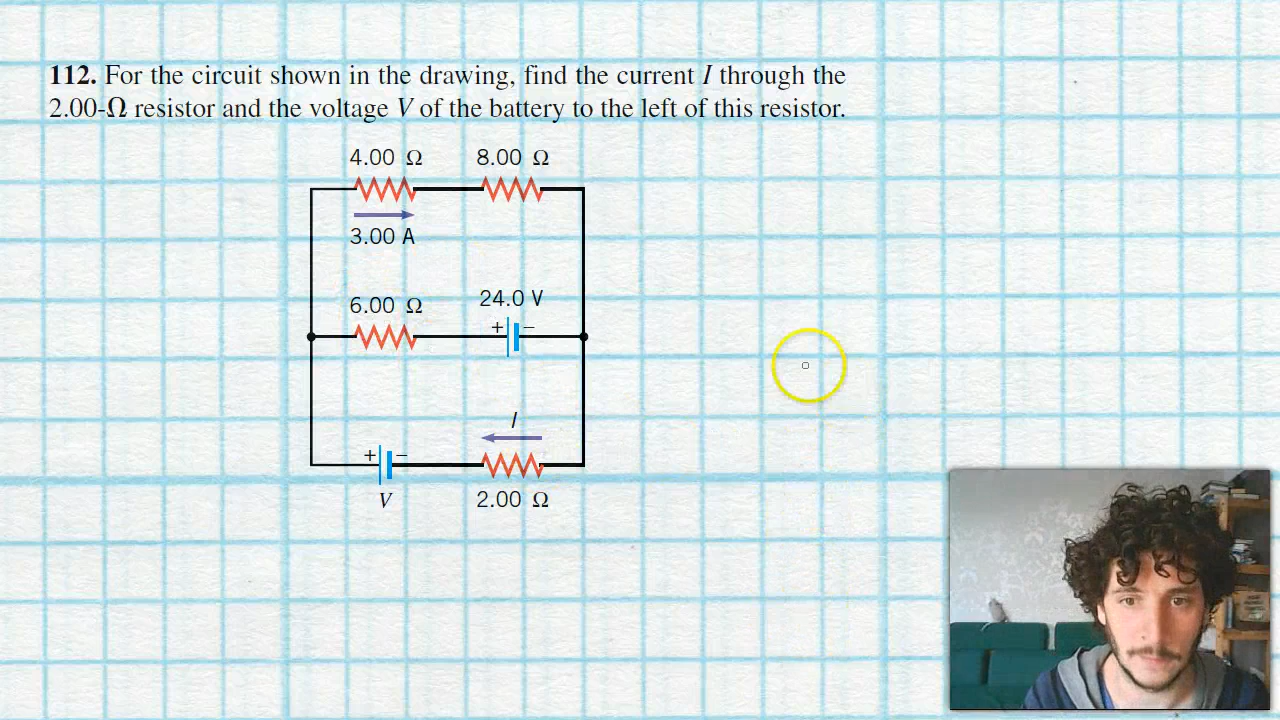 112. For the circuit shown in the drawing, find the current I through the
2.00-Ω resistor and the voltage V of the battery to the left of this resistor.
4.00 Ω 8.00 Ω
3.00 A
6.00 Ω 24.0 V
+ −
I
+ −
V 2.00 Ω